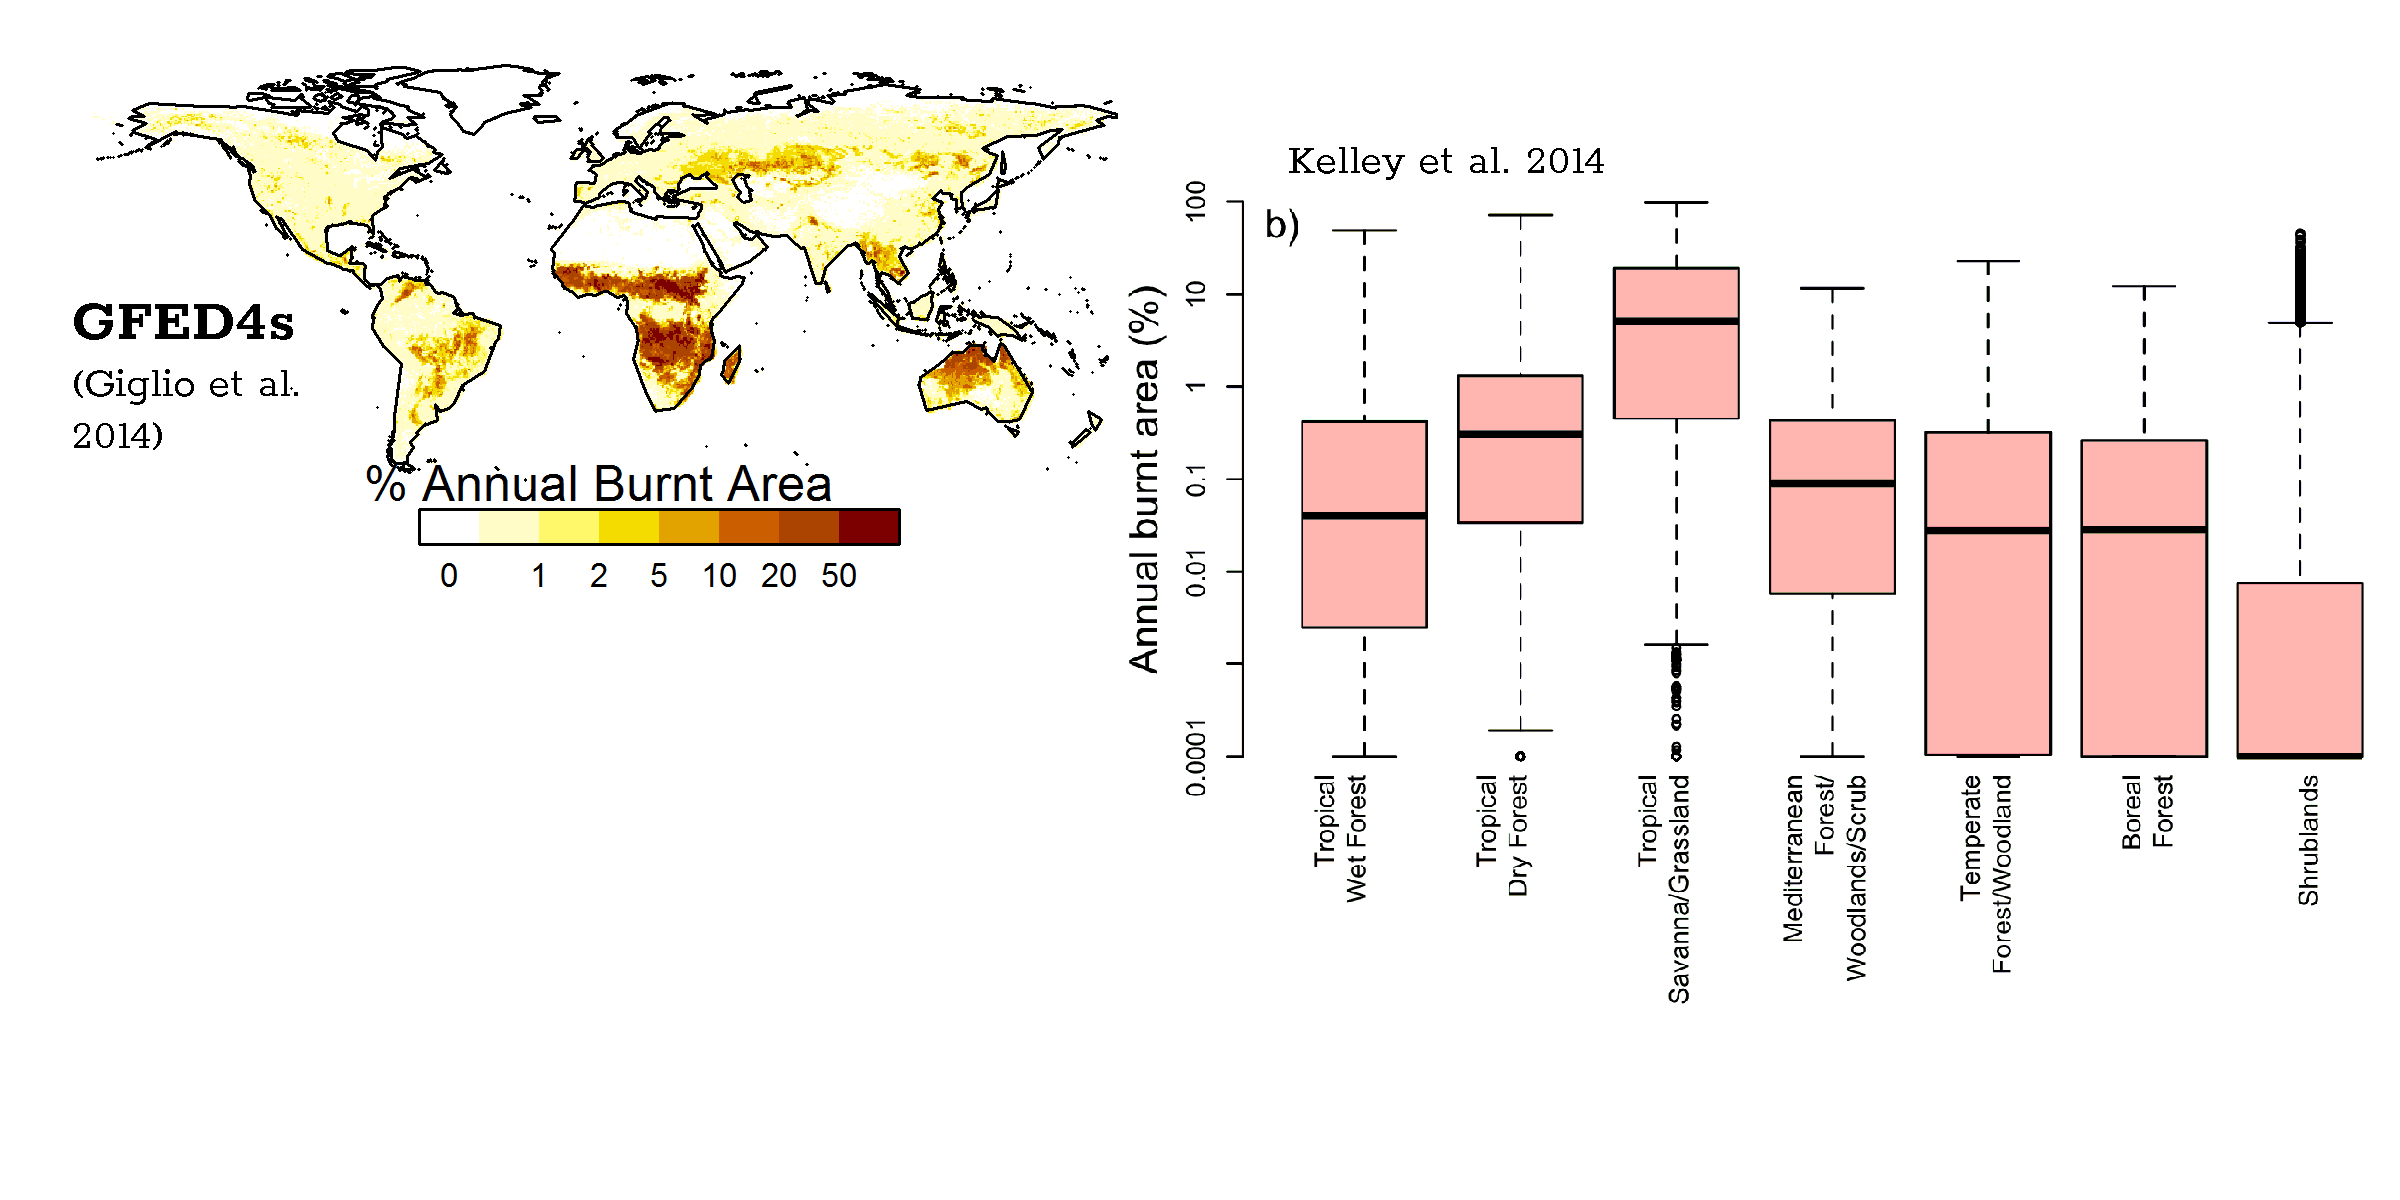 GFED4s
(Giglio et al.
2014)
% Annual Burnt Area
0 1 2 5 10 20 50
Kelley et al. 2014
b)
Annual burnt area (%)
100
10
1
0.1
0.01
0.0001
Tropical
Wet Forest
Tropical
Dry Forest
Tropical
Savanna/Grassland
Mediterranean
Forest/
Woodlands/Scrub
Temperate
Forest/Woodland
Boreal
Forest
Shrublands